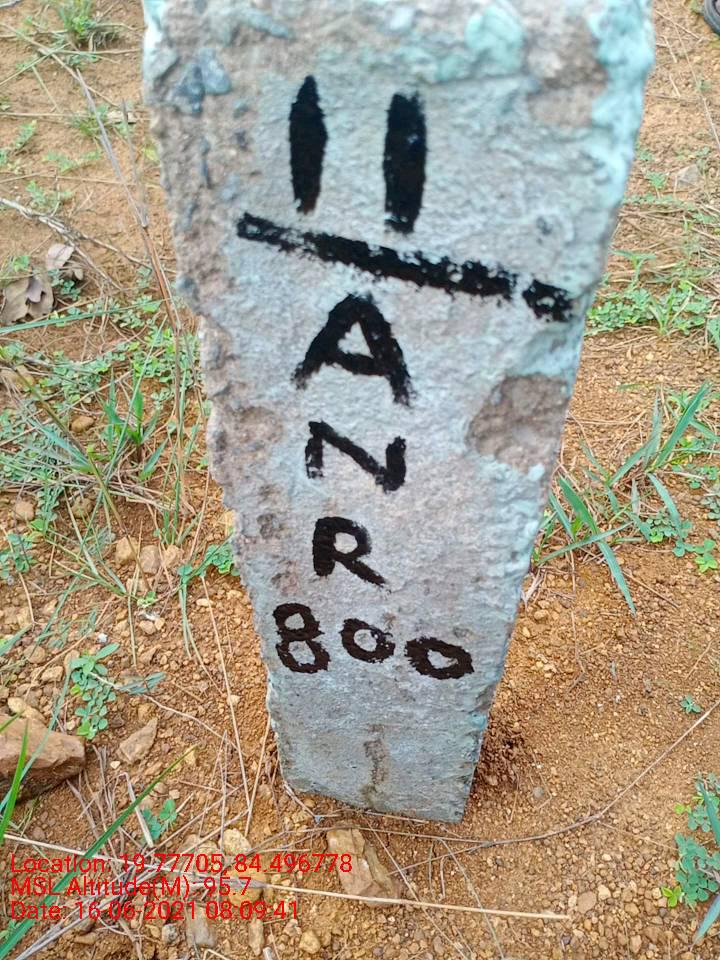 11
A
N
R
800
Location: 19.77705, 84.496778
MSL Altitude(M) -95.7
Date: 16-06-2021 08:09:41